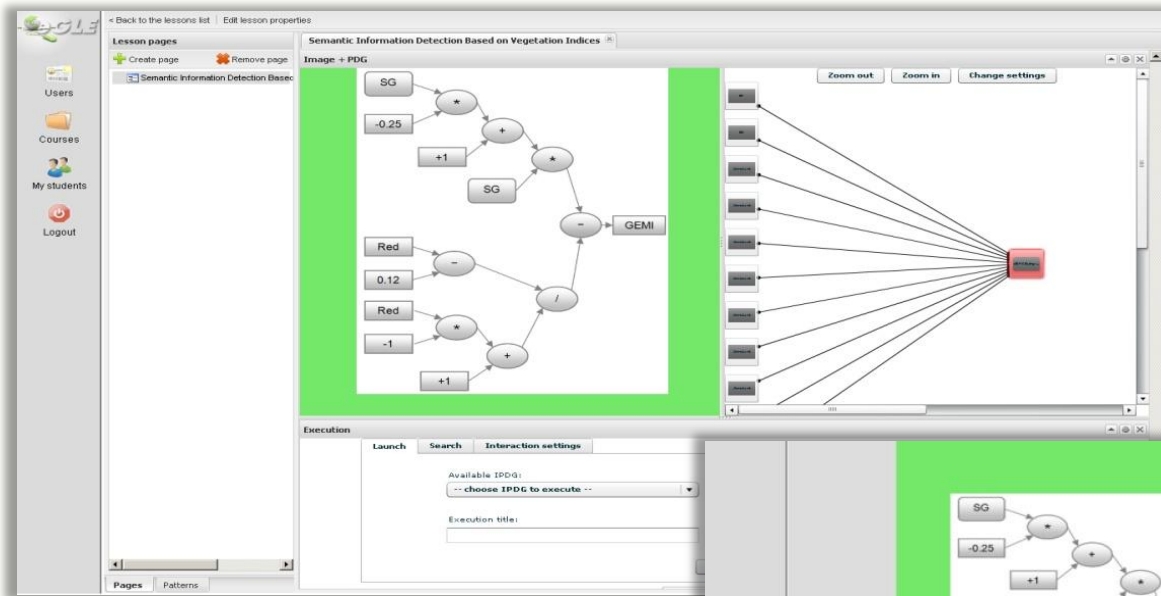 eGLE
< Back to the lessons list | Edit lesson properties
Users
Courses
My students
Logout
Lesson pages
Create page Remove page
Semantic Information Detection Based
Pages Patterns
Semantic Information Detection Based on Vegetation Indices
Image + PDG
SG
*
-0.25
+
+1
*
SG
-
GEMI
Red
-
0.12
/
Red
*
-1
+
+1
Zoom out Zoom in Change settings
Execution
Launch Search Interaction settings
Available IPDG:
-- choose IPDG to execute --
Execution title:
SG
*
-0.25
+
+1
*